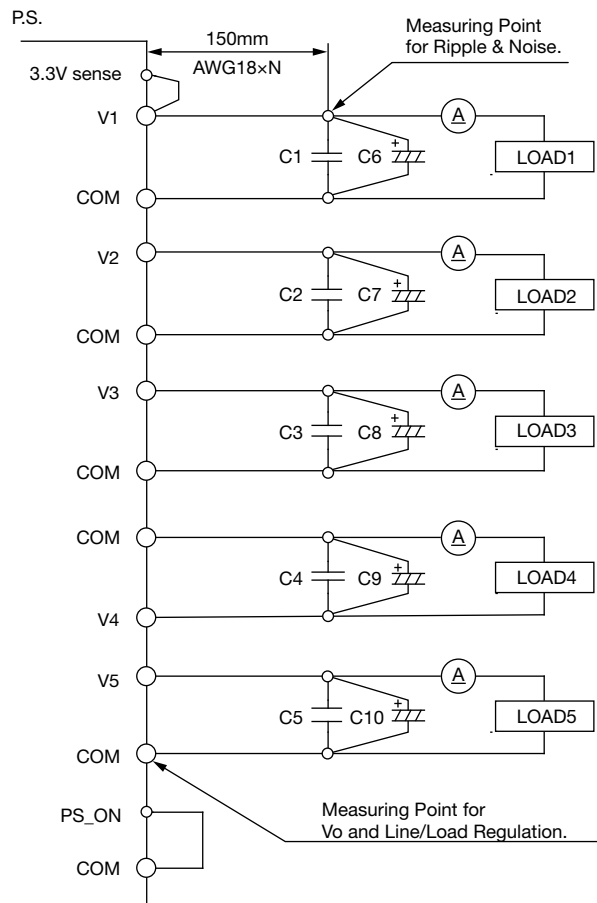 P.S.
150mm
AWG18×N
Measuring Point
for Ripple & Noise.
3.3V sense
V1
A
C1
C6
+
LOAD1
COM
V2
A
C2
C7
+
LOAD2
COM
V3
A
C3
C8
+
LOAD3
COM
COM
A
C4
C9
+
LOAD4
V4
V5
A
C5
C10
+
LOAD5
COM
PS_ON
COM
Measuring Point for
Vo and Line/Load Regulation.